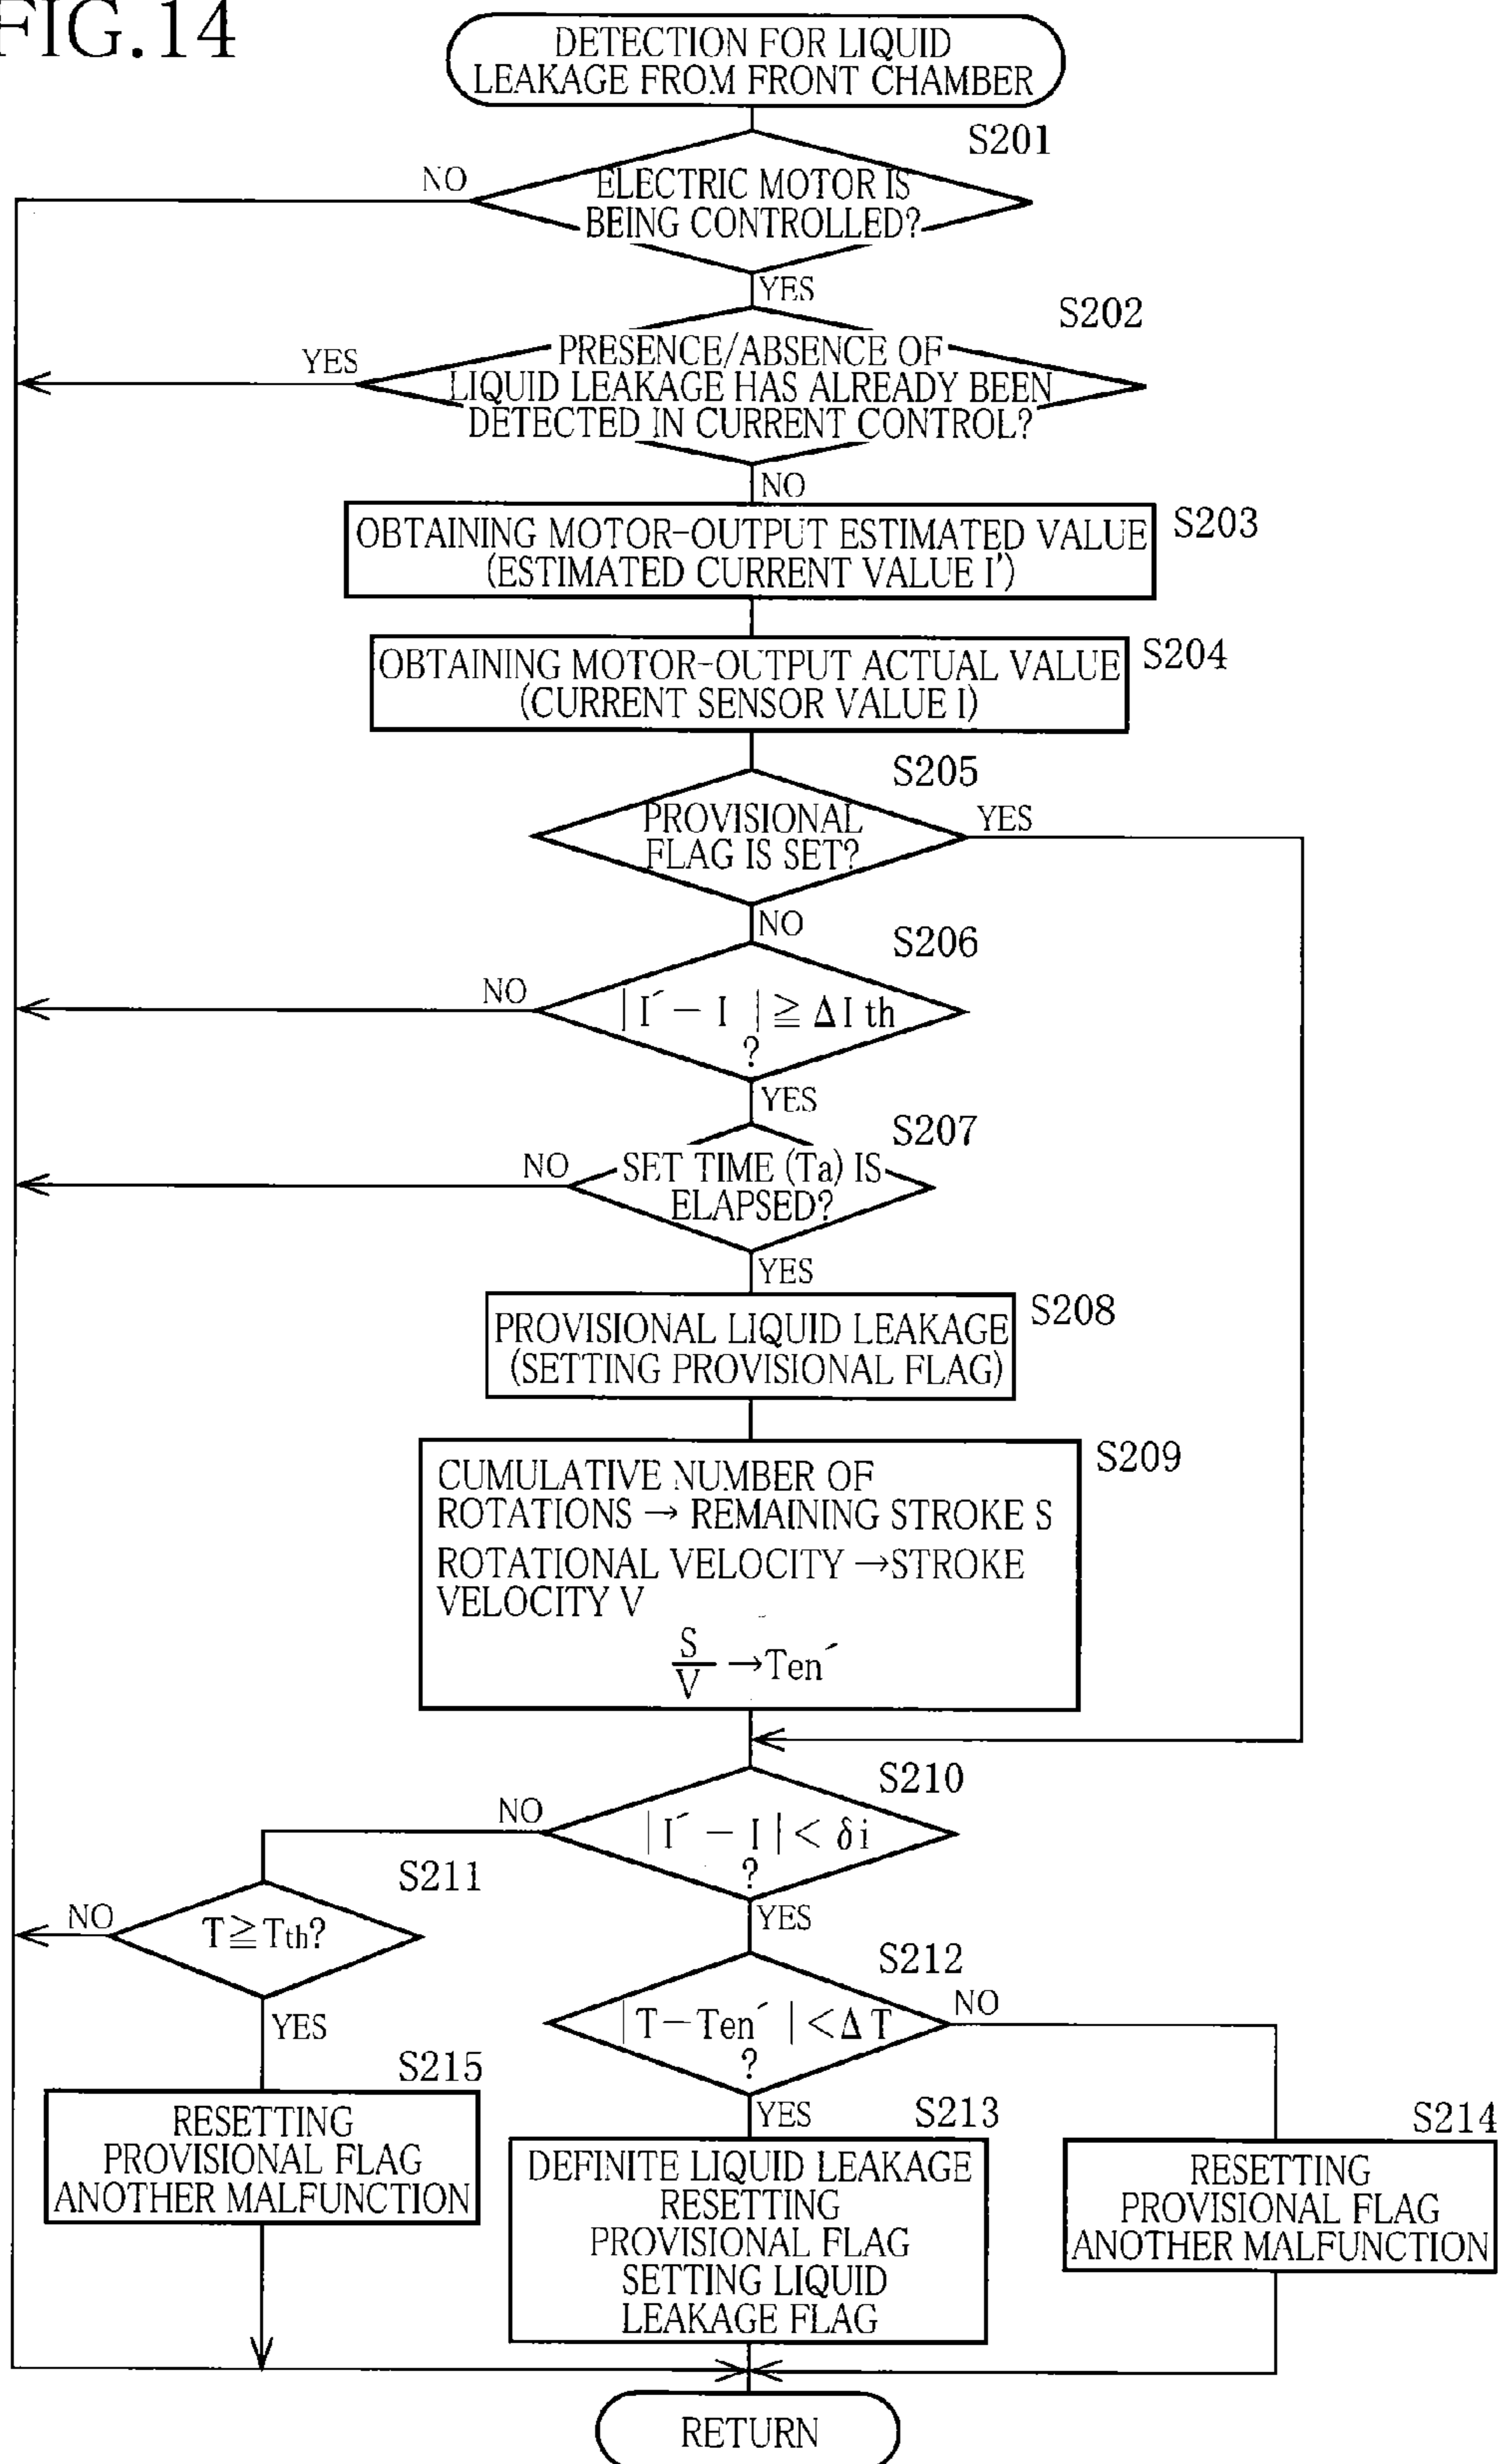 FIG.14
DETECTION FOR LIQUID
LEAKAGE FROM FRONT CHAMBER
S201
NO
ELECTRIC MOTOR IS
BEING CONTROLLED?
YES
S202
YES
PRESENCE/ABSENCE OF
LIQUID LEAKAGE HAS ALREADY BEEN
DETECTED IN CURRENT CONTROL?
NO
OBTAINING MOTOR-OUTPUT ESTIMATED VALUE
(ESTIMATED CURRENT VALUE I')
S203
OBTAINING MOTOR-OUTPUT ACTUAL VALUE
(CURRENT SENSOR VALUE I)
S204
S205
PROVISIONAL
FLAG IS SET?
YES
NO
S206
NO
|I´− I |≧ ΔI th
?
YES
S207
NO
SET TIME (Ta) IS
ELAPSED?
YES
PROVISIONAL LIQUID LEAKAGE
(SETTING PROVISIONAL FLAG)
S208
S209
CUMULATIVE NUMBER OF
ROTATIONS → REMAINING STROKE S
ROTATIONAL VELOCITY →STROKE
VELOCITY V
S
V
→Ten´
S210
NO
|I´ − I|< δi
?
YES
S211
NO
T≧Tth?
YES
S212
|T−Ten´ |<Δ T
?
NO
YES
S215
RESETTING
PROVISIONAL FLAG
ANOTHER MALFUNCTION
S213
DEFINITE LIQUID LEAKAGE
RESETTING
PROVISIONAL FLAG
SETTING LIQUID
LEAKAGE FLAG
S214
RESETTING
PROVISIONAL FLAG
ANOTHER MALFUNCTION
RETURN